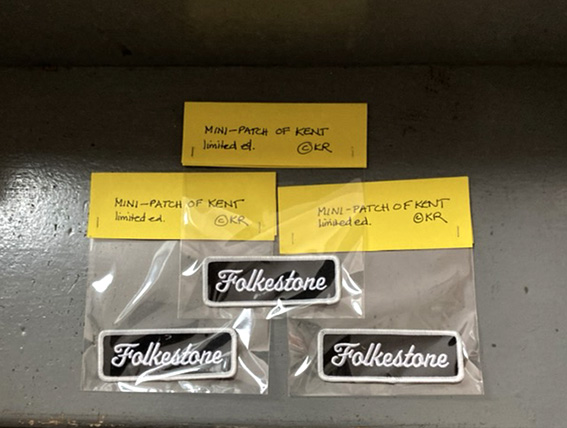 MINI-PATCH OF KENT
limited ed. ©KR
MINI-PATCH OF KENT
limited ed. ©KR
MINI-PATCH OF KENT
limited ed. ©KR
Folkestone
Folkestone
Folkestone